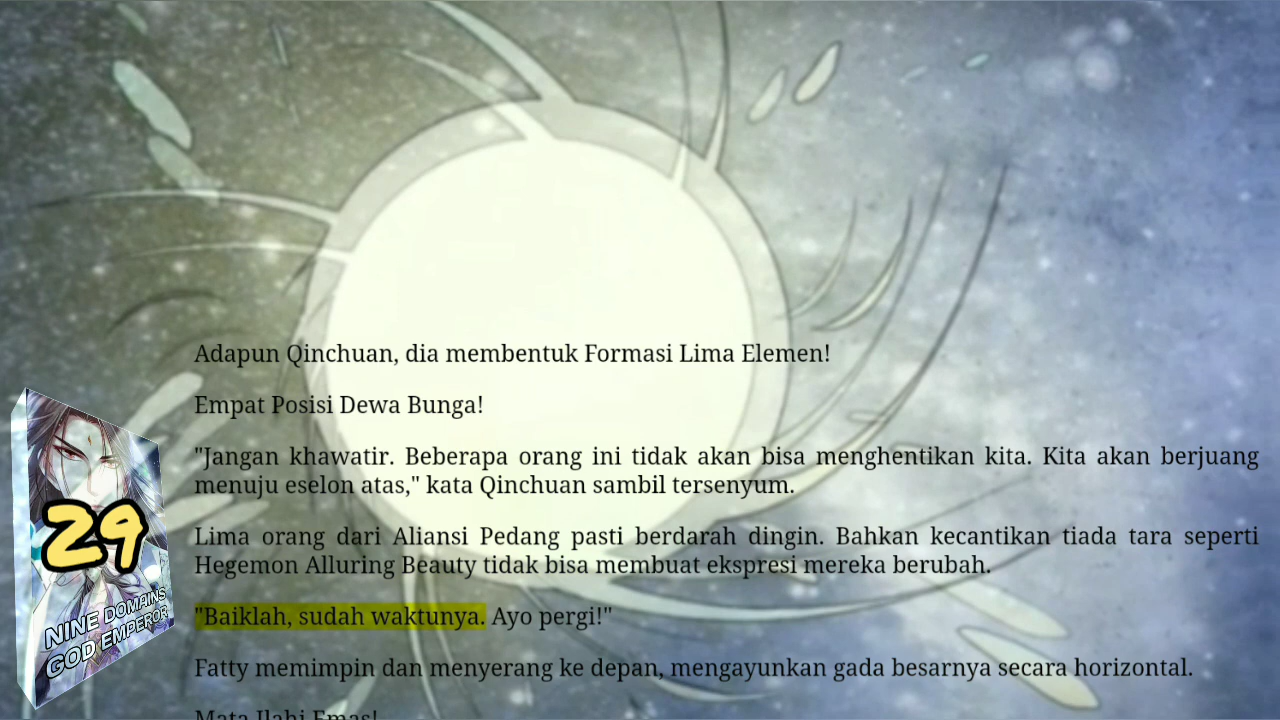 Adapun Qinchuan, dia membentuk Formasi Lima Elemen!
Empat Posisi Dewa Bunga!
"Jangan khawatir. Beberapa orang ini tidak akan bisa menghentikan kita. Kita akan berjuang
menuju eselon atas," kata Qinchuan sambil tersenyum.
Lima orang dari Aliansi Pedang pasti berdarah dingin. Bahkan kecantikan tiada tara seperti
Hegemon Alluring Beauty tidak bisa membuat ekspresi mereka berubah.
"Baiklah, sudah waktunya. Ayo pergi!"
Fatty memimpin dan menyerang ke depan, mengayunkan gada besarnya secara horizontal.
Mata Ilahi Emas!
29
NINE DOMAINS
GOD EMPEROR